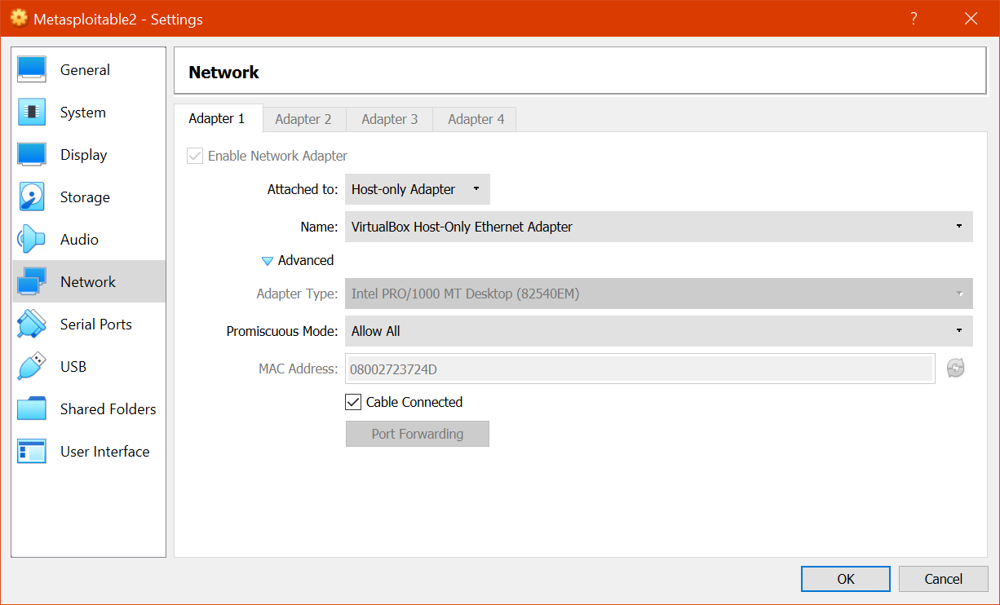 Metasploitable2 - Settings
?
General
System
Display
Storage
Audio
Network
Serial Ports
USB
Shared Folders
User Interface
Network
Adapter 1 Adapter 2 Adapter 3 Adapter 4
Enable Network Adapter
Attached to: Host-only Adapter
Name: VirtualBox Host-Only Ethernet Adapter
Advanced
Adapter Type: Intel PRO/1000 MT Desktop (82540EM)
Promiscuous Mode: Allow All
MAC Address: 08002723724D
Cable Connected
Port Forwarding
OK Cancel